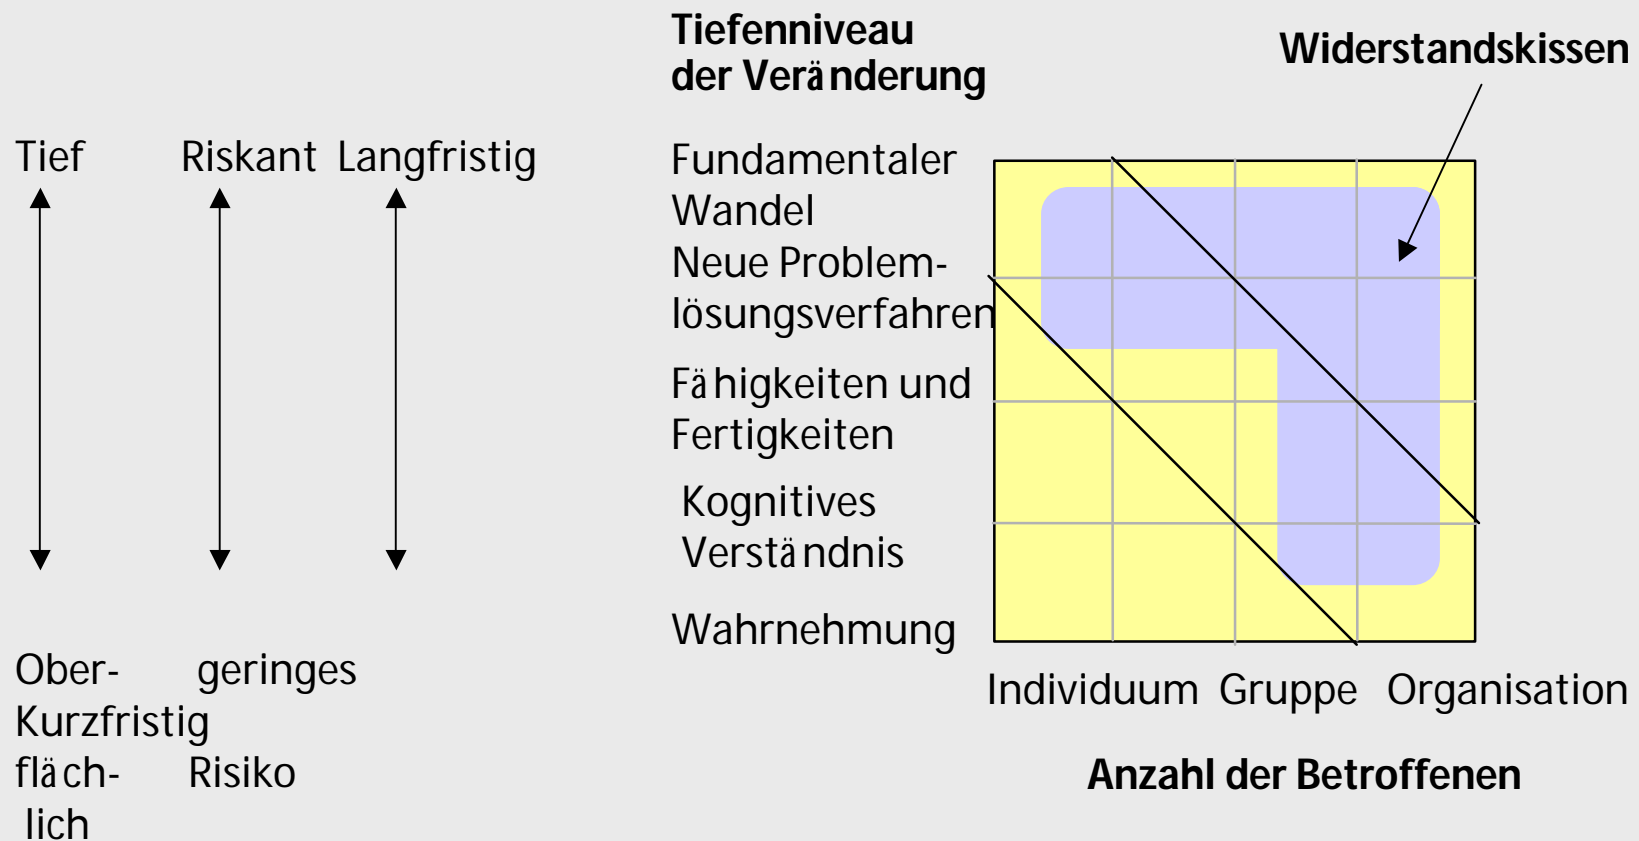 Tiefenniveau
der Veränderung
Widerstandskissen
Tief Riskant Langfristig
Fundamentaler
Wandel
Neue Problem-
lösungsverfahren
Fähigkeiten und
Fertigkeiten
Kognitives
Verständnis
Wahrnehmung
Ober- geringes
Kurzfristig
fläch- Risiko
lich
Individuum Gruppe Organisation
Anzahl der Betroffenen